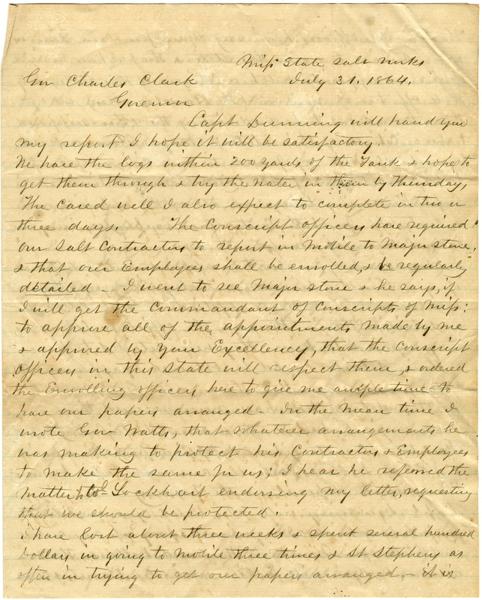 Miss State Salt Works
July 31. 1864.
Gov Charles Clark
Governor
Capt Dunning will hand you
my report I hope it will be satisfactory.
We have the logs within 200 yards of the Tank & hope to
get them through & try the water in them by Thursday,
The caved well I also expect to complete in two or
three days. The Conscript officers have required
our Salt Contractors to report in Mobile to Major Stone,
& that our Employees shall be enrolled, & be regularly
detailed - I went to see Major Stone & he says, if
I will get the Commandant of Conscripts of Miss:
to approve all of the appointments made by me
& approved by Your Excellency, that the Conscript
officers in this State will respect them, & ordered
the Enrolling officers here to give me ample time to
have our papers arranged - In the mean time I
wrote Gov Watts, that whatever arrangements he
was making to protect his Contractors & Employees
to make the same for us; I hear he referred the
matter to Col Lockhart endorsing my letter, requesting
that we should be protected.
I have lost about three weeks & spent several hundred
Dollars in going to Mobile three times & St Stephens as
often in trying to get our papers arranged - it is